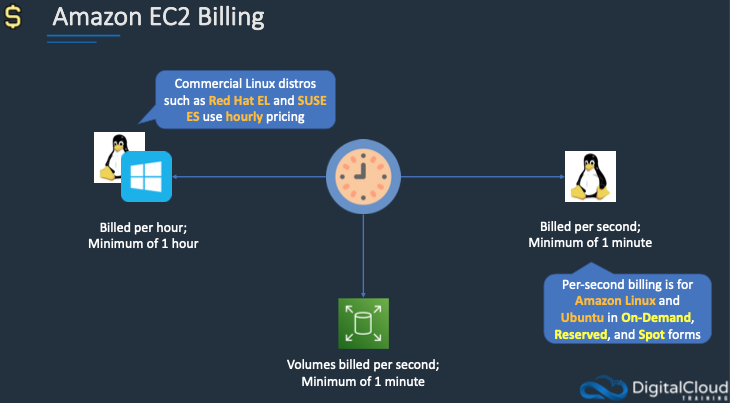 Amazon EC2 Billing
Commercial Linux distros
such as Red Hat EL and SUSE
ES use hourly pricing
Billed per hour;
Minimum of 1 hour
Billed per second;
Minimum of 1 minute
Per-second billing is for
Amazon Linux and
Ubuntu in On-Demand,
Reserved, and Spot forms
Volumes billed per second;
Minimum of 1 minute
DigitalCloud
TRAINING